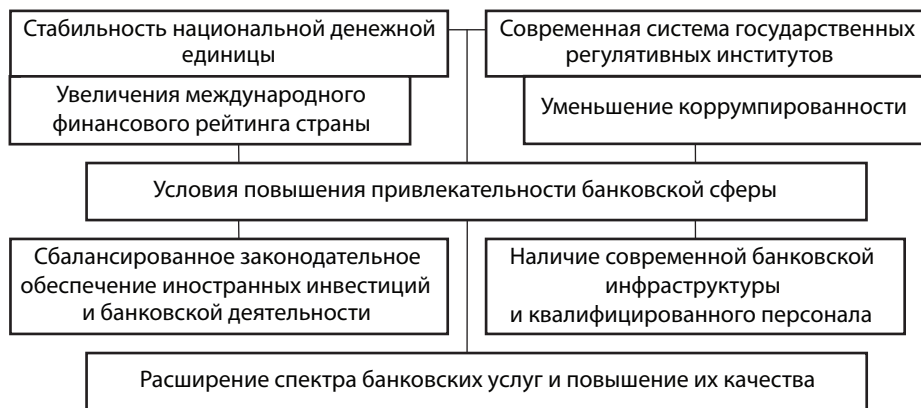 Стабильность национальной денежной
единицы
Современная система государственных
регулятивных институтов
Увеличения международного
финансового рейтинга страны
Уменьшение коррумпированности
Условия повышения привлекательности банковской сферы
Сбалансированное законодательное
обеспечение иностранных инвестиций
и банковской деятельности
Наличие современной банковской
инфраструктуры
и квалифицированного персонала
Расширение спектра банковских услуг и повышение их качества